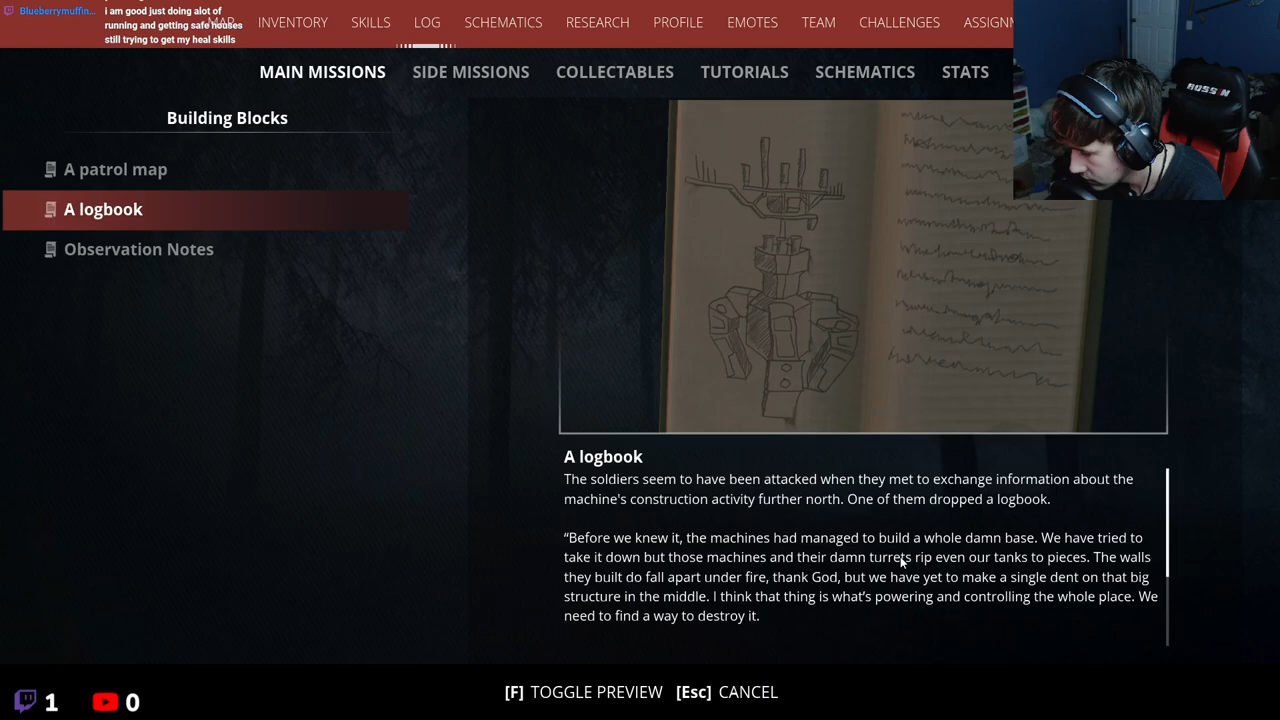 Blueberrymuffin...
i am good just doing alot of
running and getting safe houses
still trying to get my heal skills
MAP INVENTORY SKILLS LOG SCHEMATICS RESEARCH PROFILE EMOTES TEAM CHALLENGES ASSIGNM
MAIN MISSIONS SIDE MISSIONS COLLECTABLES TUTORIALS SCHEMATICS STATS
Building Blocks
A patrol map
A logbook
Observation Notes
A logbook
The soldiers seem to have been attacked when they met to exchange information about the
machine's construction activity further north. One of them dropped a logbook.
“Before we knew it, the machines had managed to build a whole damn base. We have tried to
take it down but those machines and their damn turrets rip even our tanks to pieces. The walls
they built do fall apart under fire, thank God, but we have yet to make a single dent on that big
structure in the middle. I think that thing is what’s powering and controlling the whole place. We
need to find a way to destroy it.
[F] TOGGLE PREVIEW [Esc] CANCEL
1 0